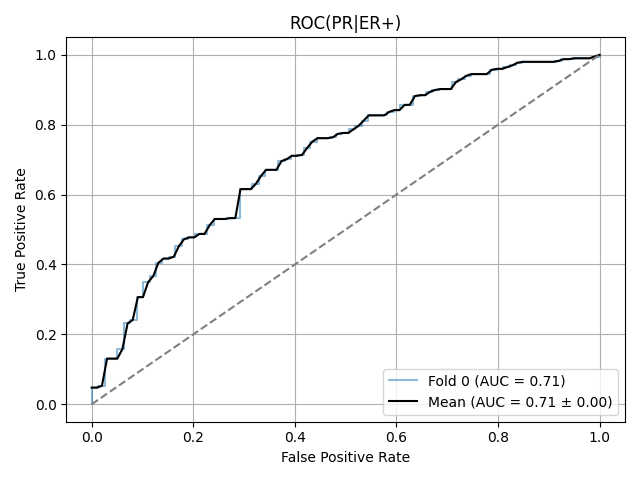 ROC(PR|ER+)
True Positive Rate
1.0
0.8
0.6
0.4
0.2
0.0
Fold 0 (AUC = 0.71)
Mean (AUC = 0.71 ± 0.00)
0.0 0.2 0.4 0.6 0.8 1.0
False Positive Rate